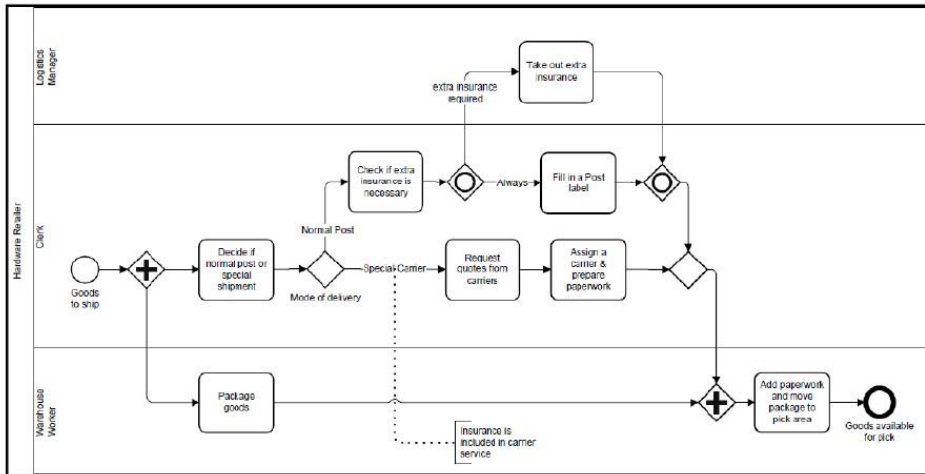 Hardware Retailer
Logistics
Manager
Take out extra
insurance
extra insurance
required
Clerk
Check if extra
insurance is
necessary
Always
Fill in a Post
label
Normal Post
Goods
to ship
Decide if
normal post or
special
shipment
Mode of delivery
Special Carrier
Request
quotes from
carriers
Assign a
carrier &
prepare
paperwork
Warehouse
Worker
Package
goods
Insurance is
included in carrier
service
Add paperwork
and move
package to
pick area
Goods available
for pick